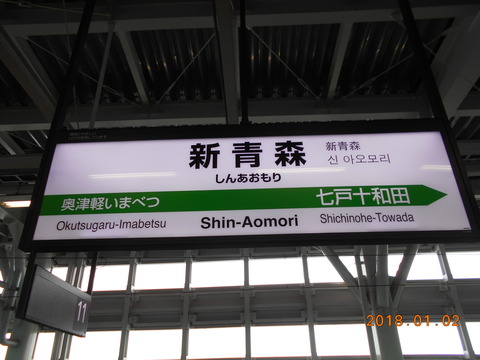 新青森
しんあおもり
新青森
신 아오모리
奥津軽いまべつ
七戸十和田
Okutsugaru-Imabetsu
Shin-Aomori
Shichinohe-Towada
11
2018.01.02